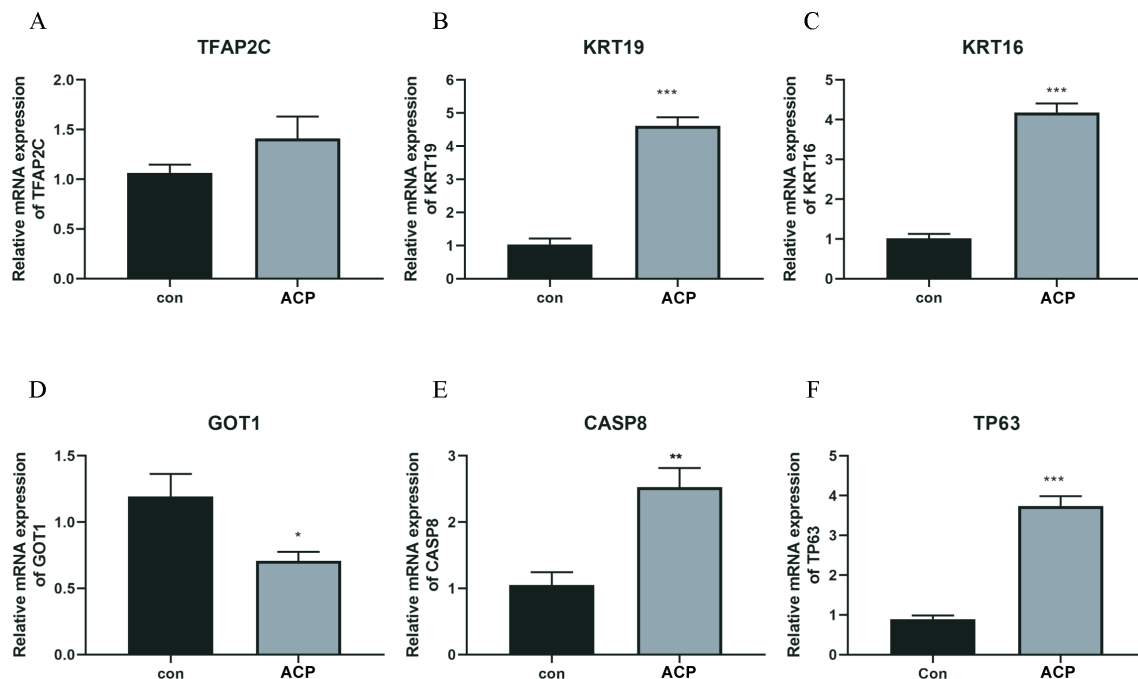 A
TFAP2C
Relative mRNA expression
of TFAP2C
2.0
1.5
1.0
0.5
0.0
con
ACP
B
KRT19
Relative mRNA expression
of KRT19
6
5
4
3
2
1
0
***
con
ACP
C
KRT16
Relative mRNA expression
of KRT16
5
4
3
2
1
0
***
con
ACP
D
GOT1
Relative mRNA expression
of GOT1
1.5
1.0
0.5
0.0
*
con
ACP
E
CASP8
Relative mRNA expression
of CASP8
3
2
1
0
**
con
ACP
F
TP63
Relative mRNA expression
of TP63
5
4
3
2
1
0
***
Con
ACP